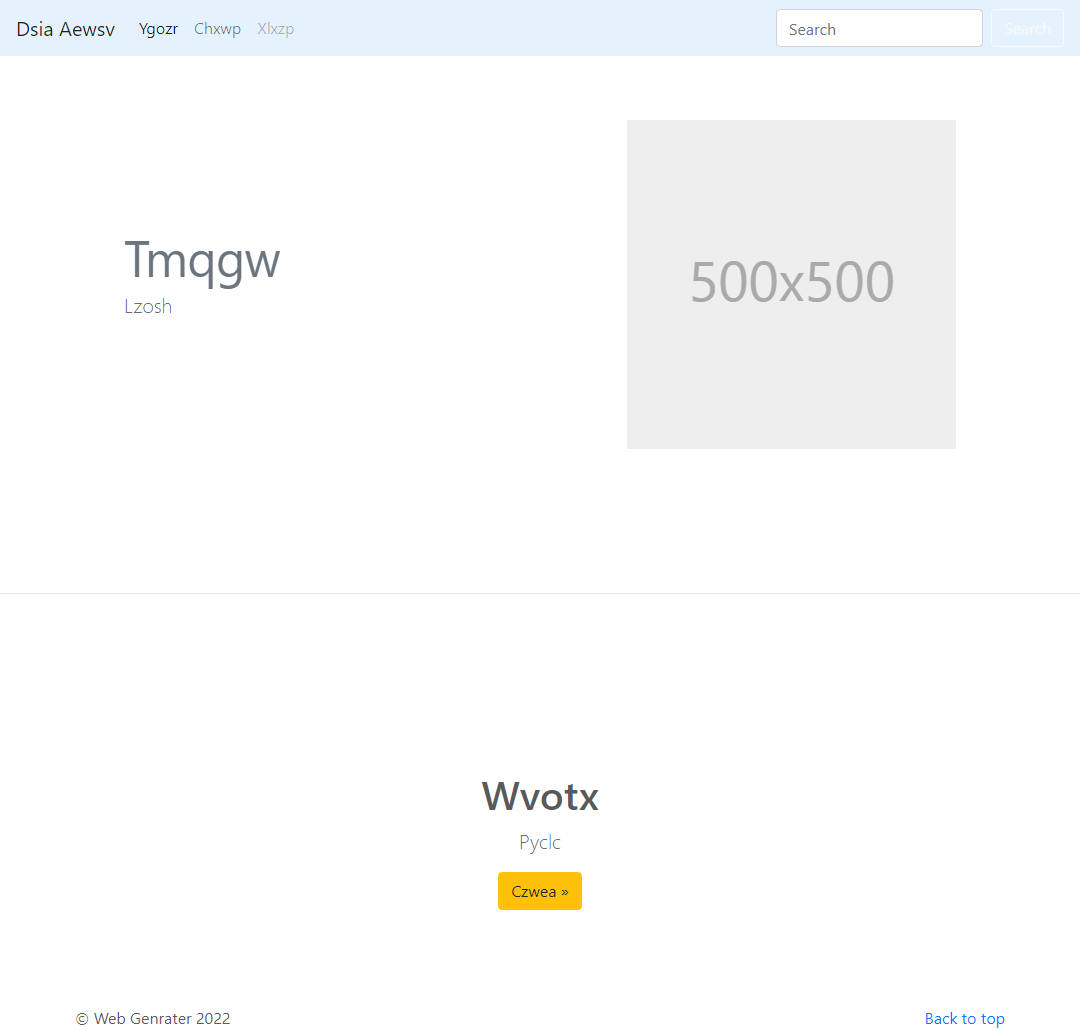 Dsia Aewsv Ygozr Chxwp Xlxzp Search Search
500x500
Tmqgw
Lzosh
Wvotx
Pyclc
Czwea »
© Web Genrater 2022 Back to top